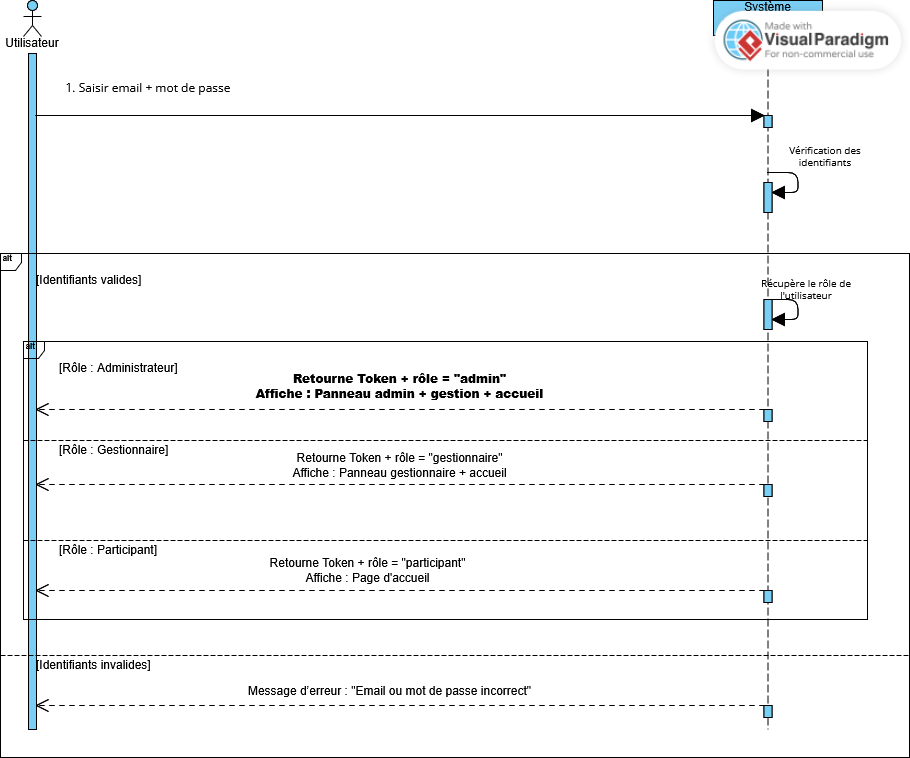 Système
Made with
Visual Paradigm
For non-commercial use
Utilisateur
1. Saisir email + mot de passe
Vérification des
identifiants
alt
[Identifiants valides]
Récupère le rôle de
l'utilisateur
alt
[Rôle : Administrateur]
Retourne Token + rôle = "admin"
Affiche : Panneau admin + gestion + accueil
[Rôle : Gestionnaire]
Retourne Token + rôle = "gestionnaire"
Affiche : Panneau gestionnaire + accueil
[Rôle : Participant]
Retourne Token + rôle = "participant"
Affiche : Page d'accueil
[Identifiants invalides]
Message d'erreur : "Email ou mot de passe incorrect"